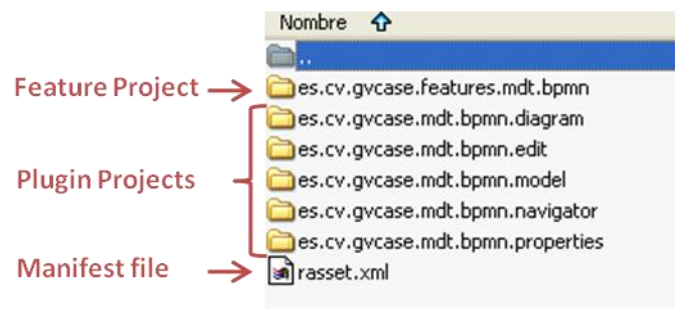 Nombre
..
Feature Project
es.cv.gvcase.features.mdt.bpmn
es.cv.gvcase.mdt.bpmn.diagram
es.cv.gvcase.mdt.bpmn.edit
Plugin Projects
es.cv.gvcase.mdt.bpmn.model
es.cv.gvcase.mdt.bpmn.navigator
es.cv.gvcase.mdt.bpmn.properties
Manifest file
rasset.xml